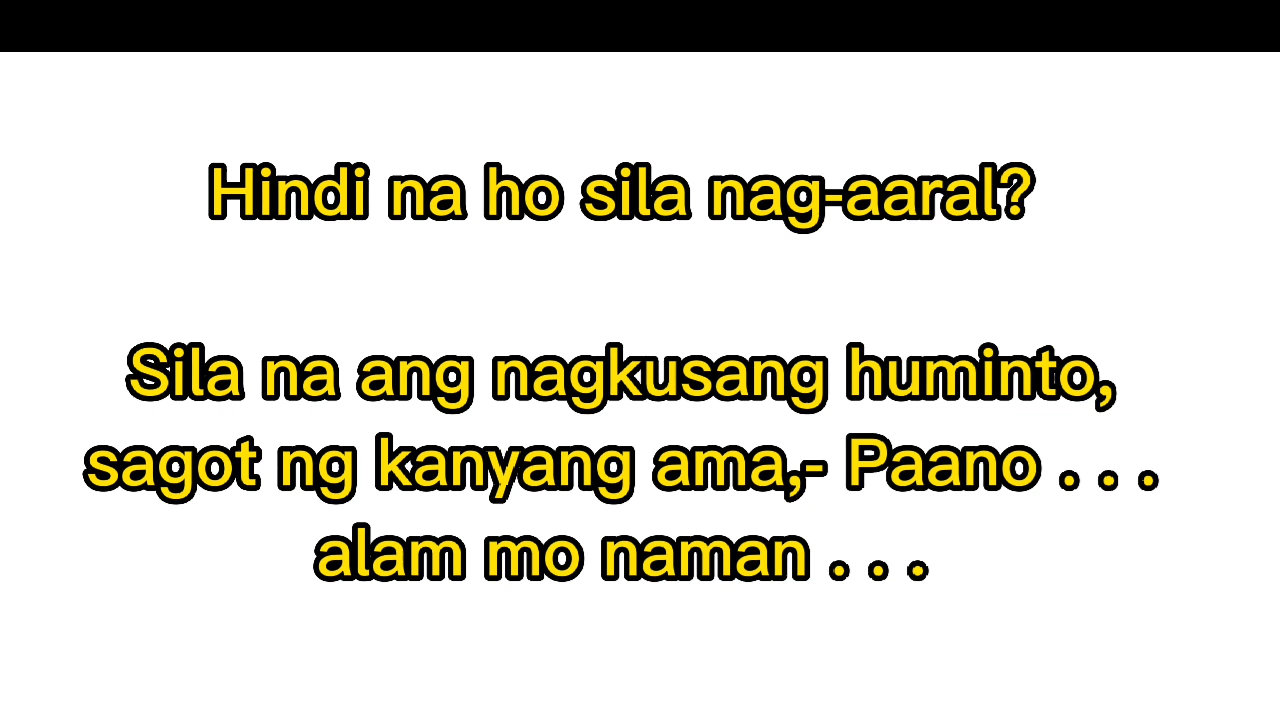 Hindi na ho sila nag-aaral?
Sila na ang nagkusang huminto,
sagot ng kanyang ama,- Paano . . .
alam mo naman . . .